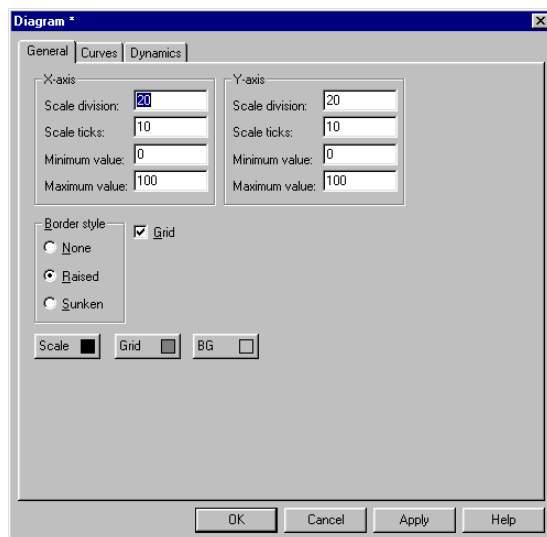 Diagram *
General Curves Dynamics
X-axis
Scale division: 20
Scale ticks: 10
Minimum value: 0
Maximum value: 100
Y-axis
Scale division: 20
Scale ticks: 10
Minimum value: 0
Maximum value: 100
Border style
None
Raised
Sunken
Grid
Scale Grid BG
OK Cancel Apply Help